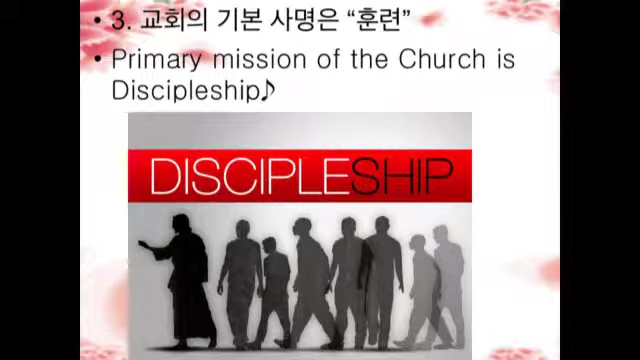 • 3. 교회의 기본 사명은 “훈련”
• Primary mission of the Church is
Discipleship♪
DISCIPLESHIP